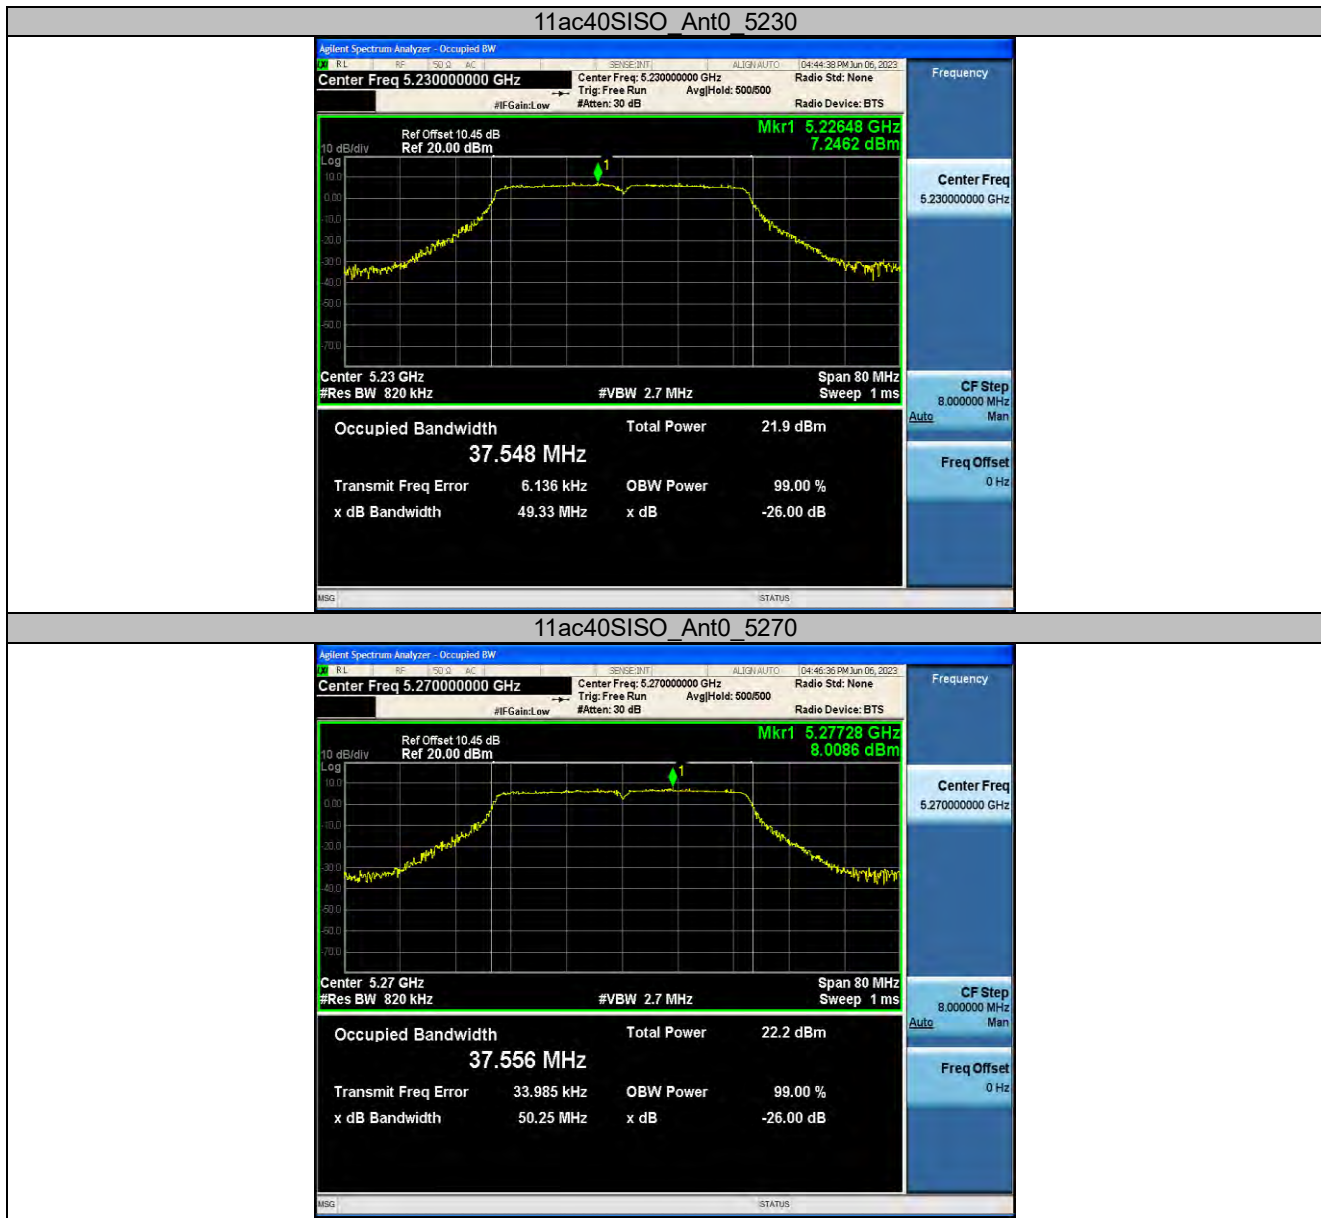 11ac40SISO_Ant0_5230
Agilent Spectrum Analyzer - Occupied BW
RL RF 50 Ω AC SENSE:INT ALIGN AUTO 04:44:38 PM Jun 06, 2023
Center Freq 5.230000000 GHz
Center Freq: 5.230000000 GHz
Radio Std: None
Trig: Free Run Avg|Hold: 500/500
#IFGain:Low #Atten: 30 dB Radio Device: BTS
Frequency
Mkr1 5.22648 GHz
7.2462 dBm
Ref Offset 10.45 dB
10 dB/div Ref 20.00 dBm
Log
1
10.0
0.00
-10.0
-20.0
-30.0
-40.0
-50.0
-60.0
-70.0
Center 5.23 GHz Span 80 MHz
#Res BW 820 kHz #VBW 2.7 MHz Sweep 1 ms
Center Freq
5.230000000 GHz
CF Step
8.000000 MHz
Auto Man
Freq Offset
0 Hz
Occupied Bandwidth Total Power 21.9 dBm
37.548 MHz
Transmit Freq Error 6.136 kHz OBW Power 99.00 %
x dB Bandwidth 49.33 MHz x dB -26.00 dB
MSG STATUS
11ac40SISO_Ant0_5270
Agilent Spectrum Analyzer - Occupied BW
RL RF 50 Ω AC SENSE:INT ALIGN AUTO 04:46:36 PM Jun 06, 2023
Center Freq 5.270000000 GHz
Center Freq: 5.270000000 GHz
Radio Std: None
Trig: Free Run Avg|Hold: 500/500
#IFGain:Low #Atten: 30 dB Radio Device: BTS
Frequency
Mkr1 5.27728 GHz
8.0086 dBm
Ref Offset 10.45 dB
10 dB/div Ref 20.00 dBm
Log
1
10.0
0.00
-10.0
-20.0
-30.0
-40.0
-50.0
-60.0
-70.0
Center 5.27 GHz Span 80 MHz
#Res BW 820 kHz #VBW 2.7 MHz Sweep 1 ms
Center Freq
5.270000000 GHz
CF Step
8.000000 MHz
Auto Man
Freq Offset
0 Hz
Occupied Bandwidth Total Power 22.2 dBm
37.556 MHz
Transmit Freq Error 33.985 kHz OBW Power 99.00 %
x dB Bandwidth 50.25 MHz x dB -26.00 dB
MSG STATUS